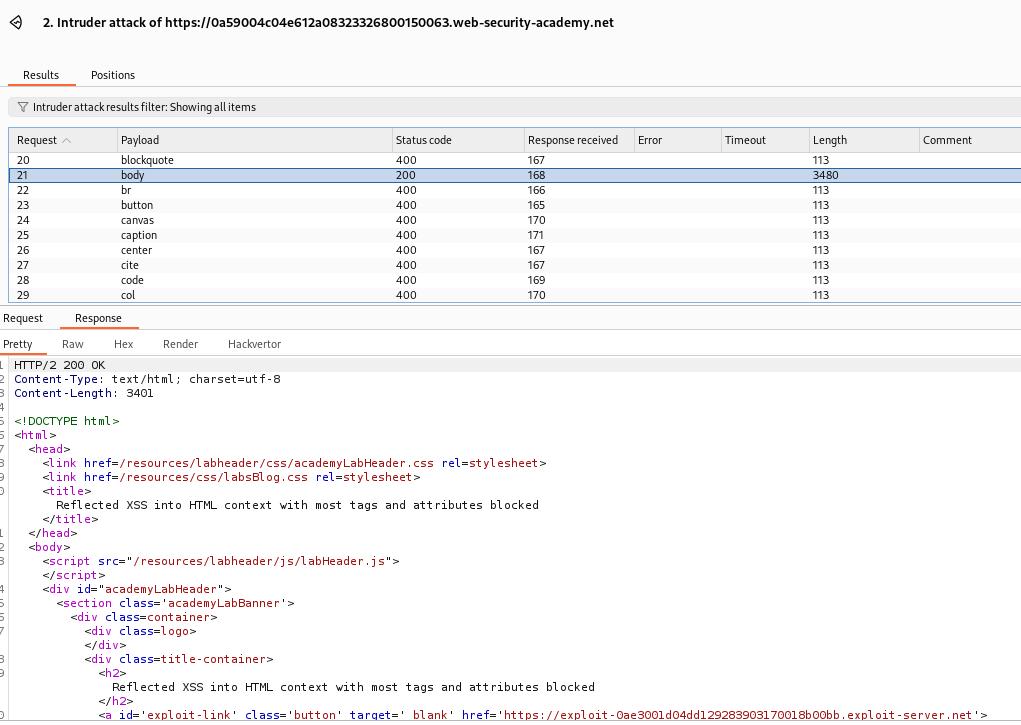 2. Intruder attack of https://0a59004c04e612a08323326800150063.web-security-academy.net
Results Positions
Intruder attack results filter: Showing all items
Request Payload Status code Response received Error Timeout Length Comment
20 blockquote 400 167 113
21 body 200 168 3480
22 br 400 166 113
23 button 400 165 113
24 canvas 400 170 113
25 caption 400 171 113
26 center 400 167 113
27 cite 400 167 113
28 code 400 169 113
29 col 400 170 113
Request Response
Pretty Raw Hex Render Hackvertor
1 HTTP/2 200 OK
2 Content-Type: text/html; charset=utf-8
3 Content-Length: 3401
4
5 <!DOCTYPE html>
6 <html>
7 <head>
8 <link href=/resources/labheader/css/academyLabHeader.css rel=stylesheet>
9 <link href=/resources/css/labsBlog.css rel=stylesheet>
0 <title>
Reflected XSS into HTML context with most tags and attributes blocked
</title>
1 </head>
2 <body>
3 <script src="/resources/labheader/js/labHeader.js">
</script>
4 <div id="academyLabHeader">
5 <section class='academyLabBanner'>
6 <div class=container>
7 <div class=logo>
</div>
8 <div class=title-container>
9 <h2>
Reflected XSS into HTML context with most tags and attributes blocked
</h2>
0 <a id='exploit-link' class='button' target='_blank' href='https://exploit-0ae3001d04dd129283903170018b00bb.exploit-server.net'>